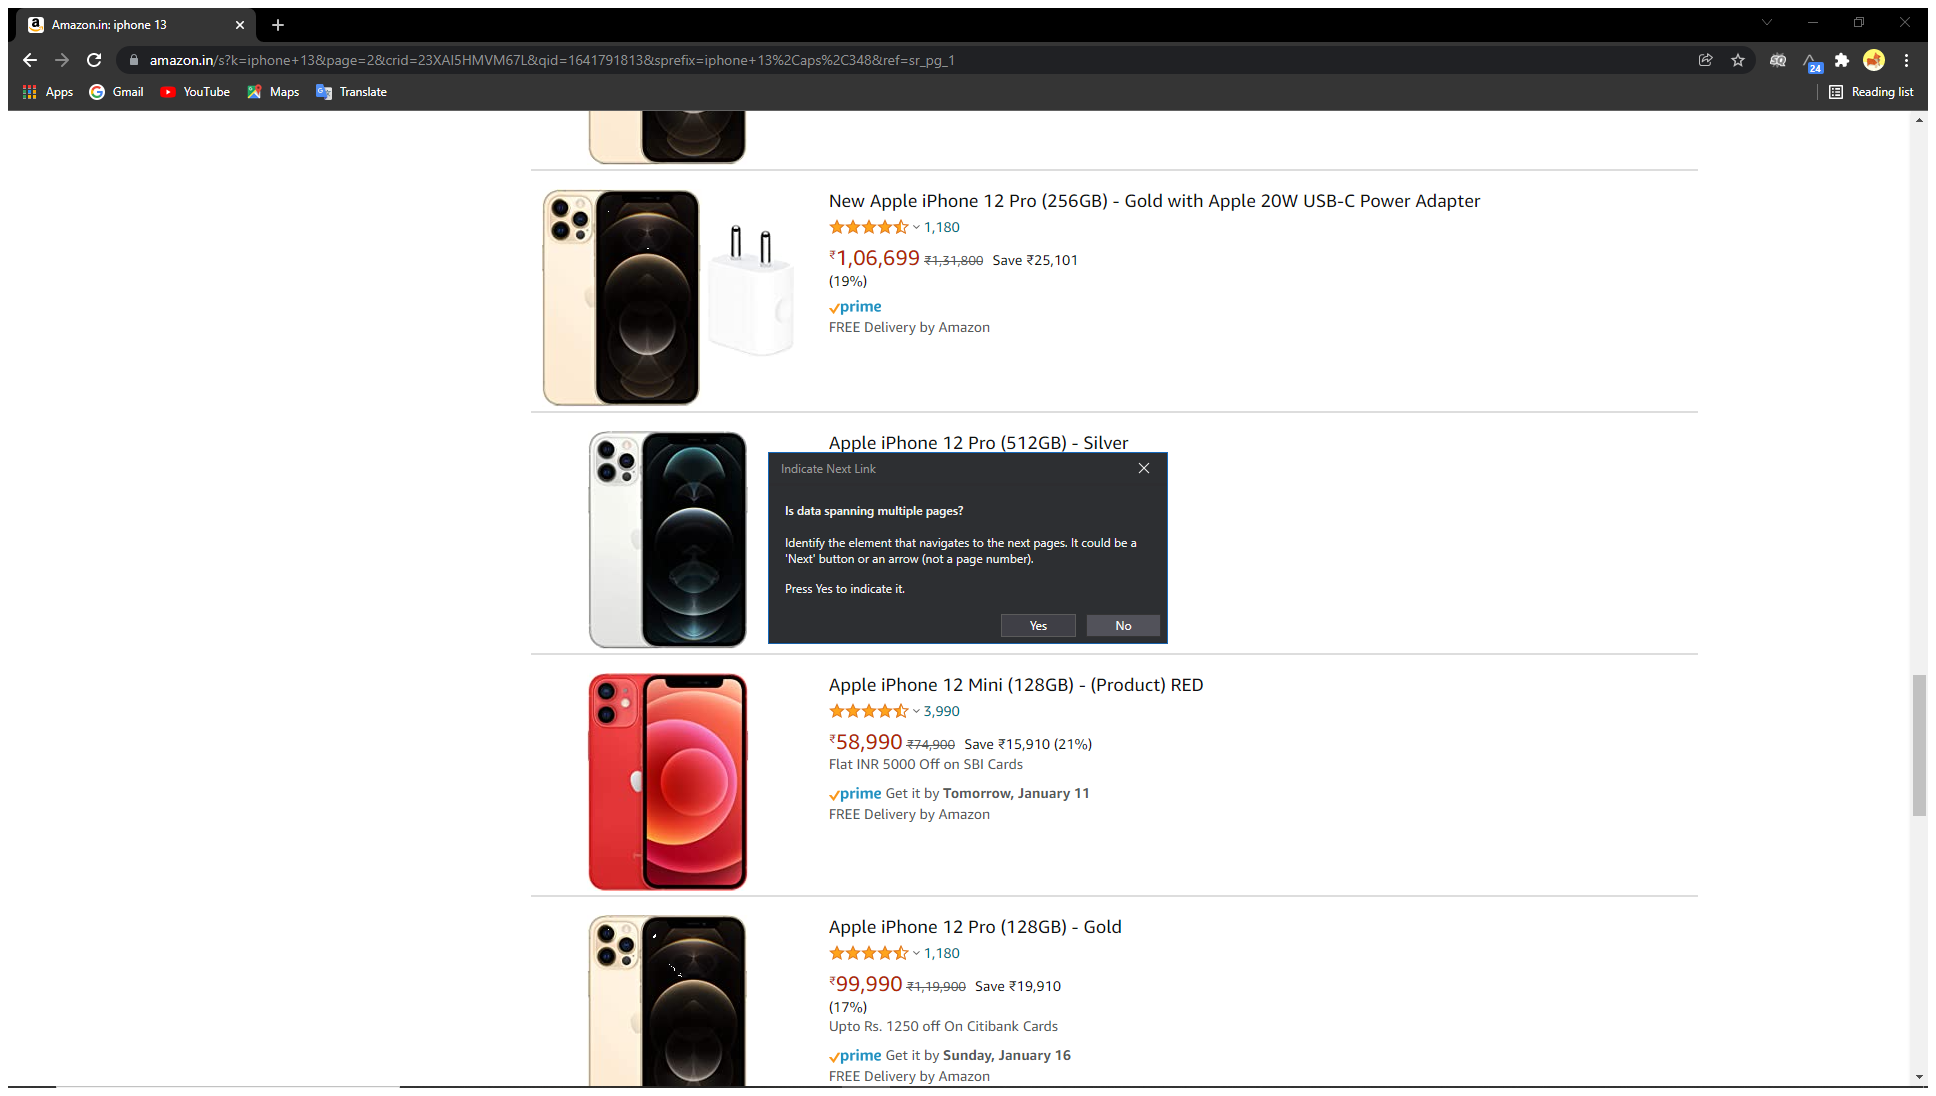 Amazon.in: iphone 13
amazon.in/s?k=iphone+13&page=2&crid=23XAI5HMVM67L&qid=1641791813&sprefix=iphone+13%2Caps%2C348&ref=sr_pg_1
24
Apps Gmail YouTube Maps Translate Reading list
New Apple iPhone 12 Pro (256GB) - Gold with Apple 20W USB-C Power Adapter
1,180
₹1,06,699 ₹1,31,800 Save ₹25,101
(19%)
prime
FREE Delivery by Amazon
Apple iPhone 12 Pro (512GB) - Silver
Indicate Next Link
Is data spanning multiple pages?
Identify the element that navigates to the next pages. It could be a
'Next' button or an arrow (not a page number).
Press Yes to indicate it.
Yes No
Apple iPhone 12 Mini (128GB) - (Product) RED
3,990
₹58,990 ₹74,900 Save ₹15,910 (21%)
Flat INR 5000 Off on SBI Cards
prime Get it by Tomorrow, January 11
FREE Delivery by Amazon
Apple iPhone 12 Pro (128GB) - Gold
1,180
₹99,990 ₹1,19,900 Save ₹19,910
(17%)
Upto Rs. 1250 off On Citibank Cards
prime Get it by Sunday, January 16
FREE Delivery by Amazon